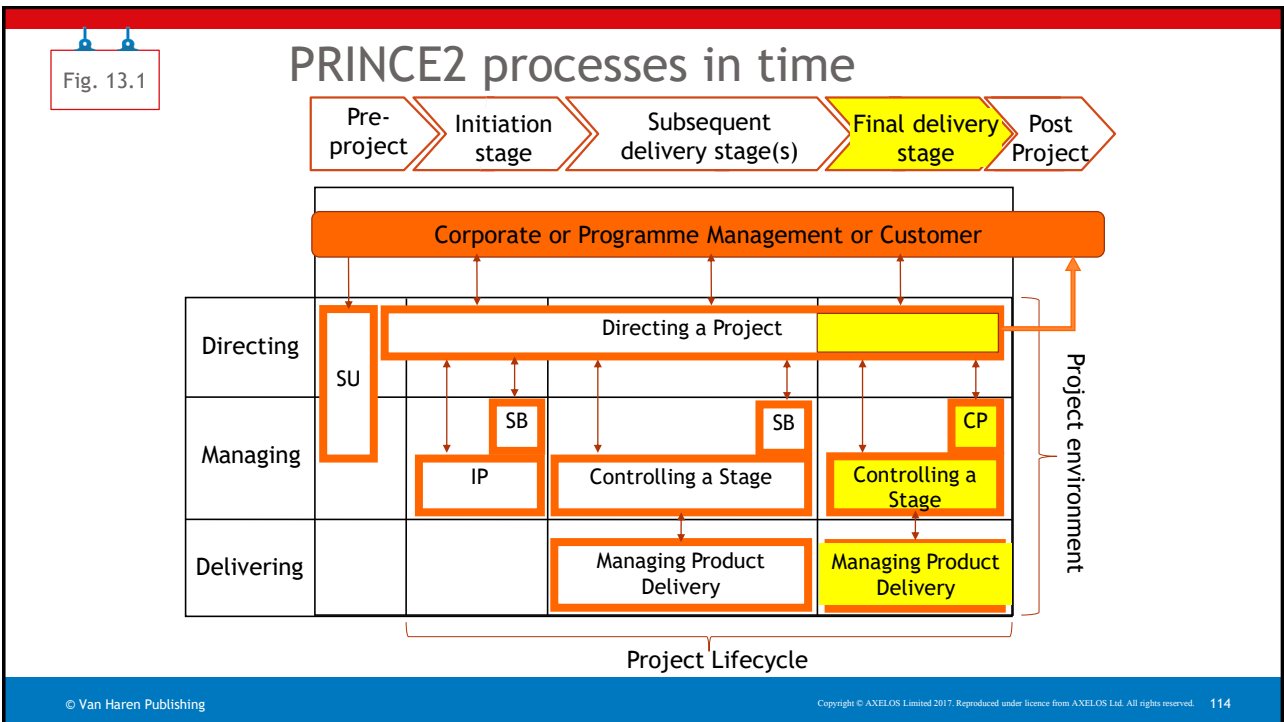 Fig. 13.1
PRINCE2 processes in time
Pre-
project
Initiation
stage
Subsequent
delivery stage(s)
Final delivery
stage
Post
Project
Corporate or Programme Management or Customer
Directing
SU
Directing a Project
Managing
SB
IP
SB
Controlling a Stage
CP
Controlling a
Stage
Delivering
Managing Product
Delivery
Managing Product
Delivery
Project environment
Project Lifecycle
© Van Haren Publishing
Copyright © AXELOS Limited 2017. Reproduced under licence from AXELOS Ltd. All rights reserved. 114